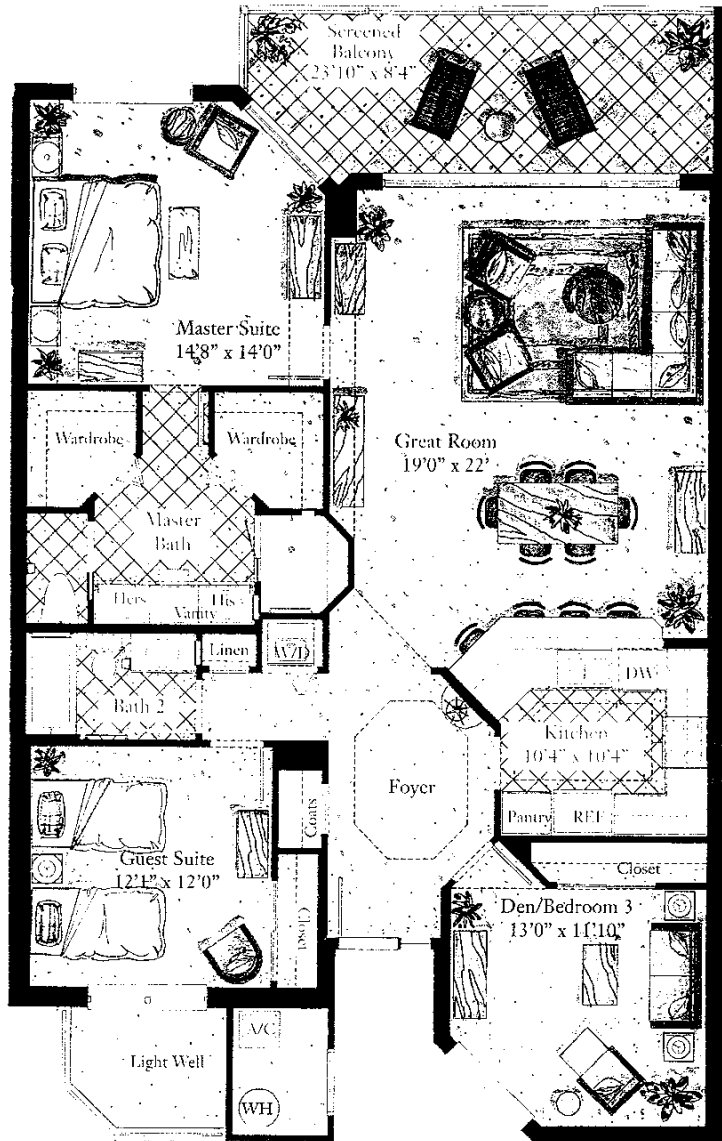 Screened
Balcony
23'10" x 8'4"
Master Suite
14'8" x 14'0"
Wardrobe
Wardrobe
Great Room
19'0" x 22'
Master
Bath
Hers
His
Vanity
Linen
W/D
DW
Bath 2
Kitchen
10'4" x 10'4"
Foyer
Pantry
REF
Coats
Guest Suite
12'1" x 12'0"
Closet
Closet
Den/Bedroom 3
13'0" x 11'10"
A/C
Light Well
WH